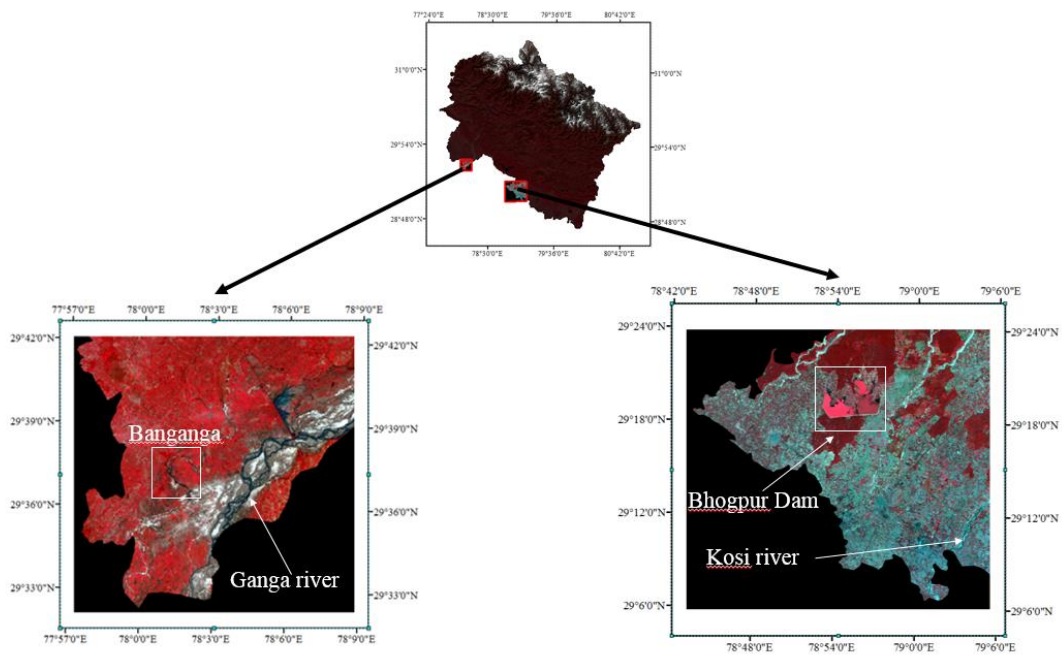 77°24'0"E 78°30'0"E 79°36'0"E 80°42'0"E
31°0'0"N
31°0'0"N
29°54'0"N
29°54'0"N
28°48'0"N
28°48'0"N
78°30'0"E 79°36'0"E 80°42'0"E
77°57'0"E 78°0'0"E 78°3'0"E 78°6'0"E 78°9'0"E
29°42'0"N
29°42'0"N
29°39'0"N
29°39'0"N
Banganga
29°36'0"N
29°36'0"N
Ganga river
29°33'0"N
29°33'0"N
77°57'0"E 78°0'0"E 78°3'0"E 78°6'0"E 78°9'0"E
78°42'0"E 78°48'0"E 78°54'0"E 79°0'0"E 79°6'0"E
29°24'0"N
29°24'0"N
29°18'0"N
29°18'0"N
Bhogpur Dam
29°12'0"N
29°12'0"N
Kosi river
29°6'0"N
29°6'0"N
78°48'0"E 78°54'0"E 79°0'0"E 79°6'0"E